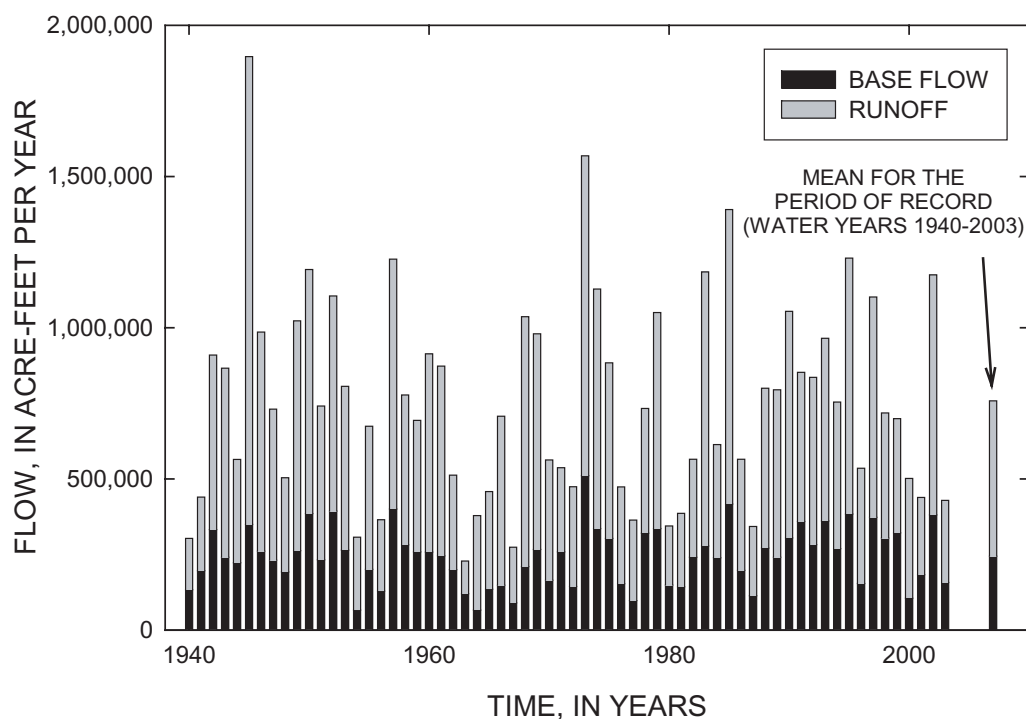 2,000,000
1,500,000
1,000,000
500,000
0
FLOW, IN ACRE-FEET PER YEAR
BASE FLOW
RUNOFF
MEAN FOR THE
PERIOD OF RECORD
(WATER YEARS 1940-2003)
1940 1960 1980 2000
TIME, IN YEARS